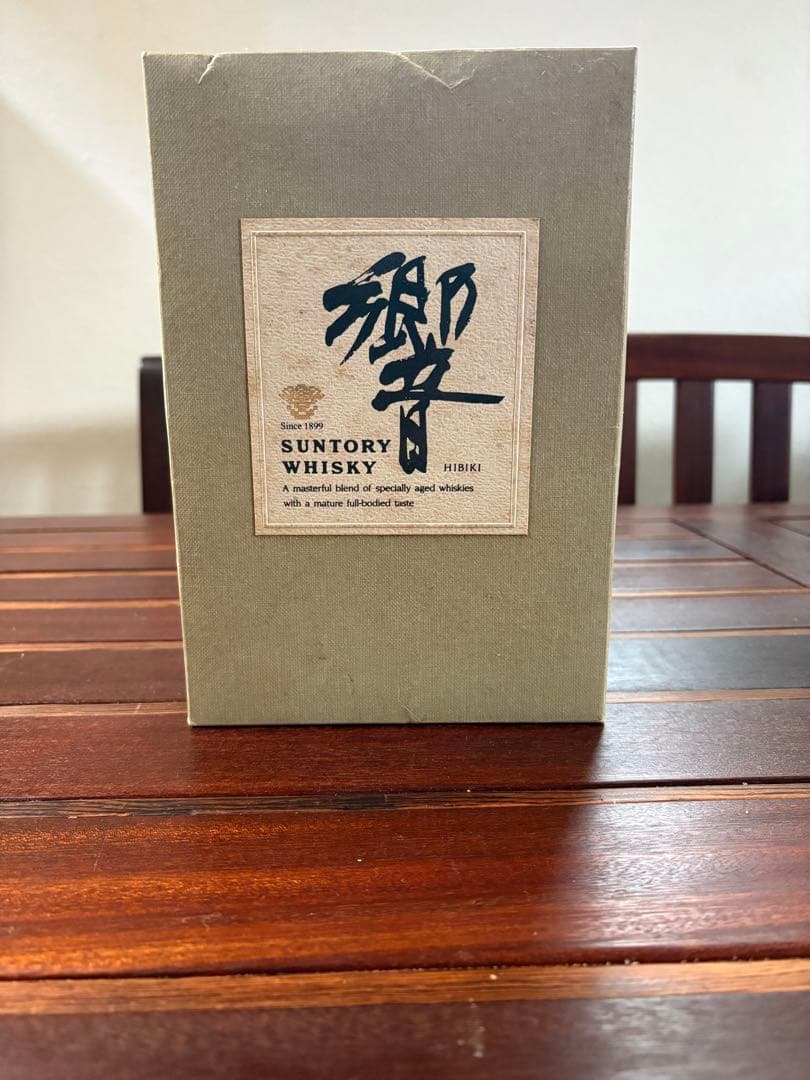 響
Since 1899
SUNTORY
WHISKY
HIBIKI
A masterful blend of specially aged whiskies
with a mature full-bodied taste